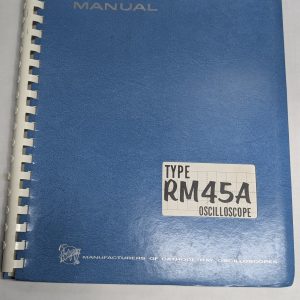 MANUAL
TYPE
RM45A
OSCILLOSCOPE
MANUFACTURERS OF CATHODE-RAY OSCILLOSCOPES